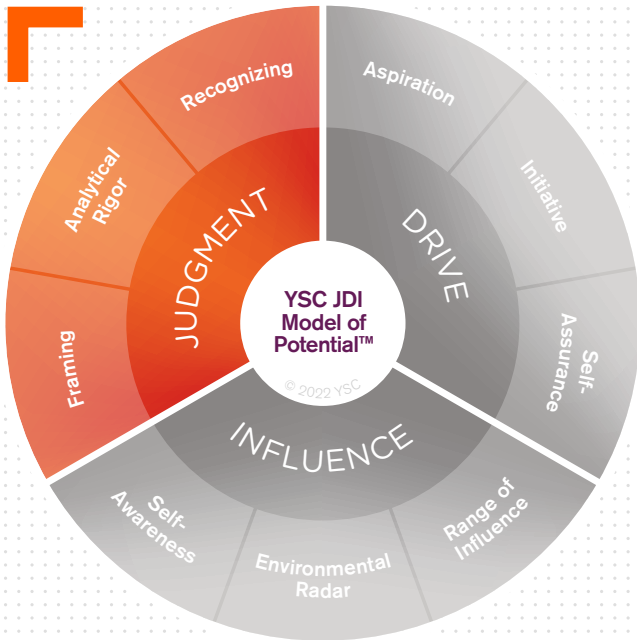 Recognizing
Analytical
Rigor
Framing
JUDGMENT
Aspiration
Initiative
Self-
Assurance
DRIVE
YSC JDI
Model of
Potential™
© 2022 YSC
INFLUENCE
Self-
Awareness
Environmental
Radar
Range of
Influence